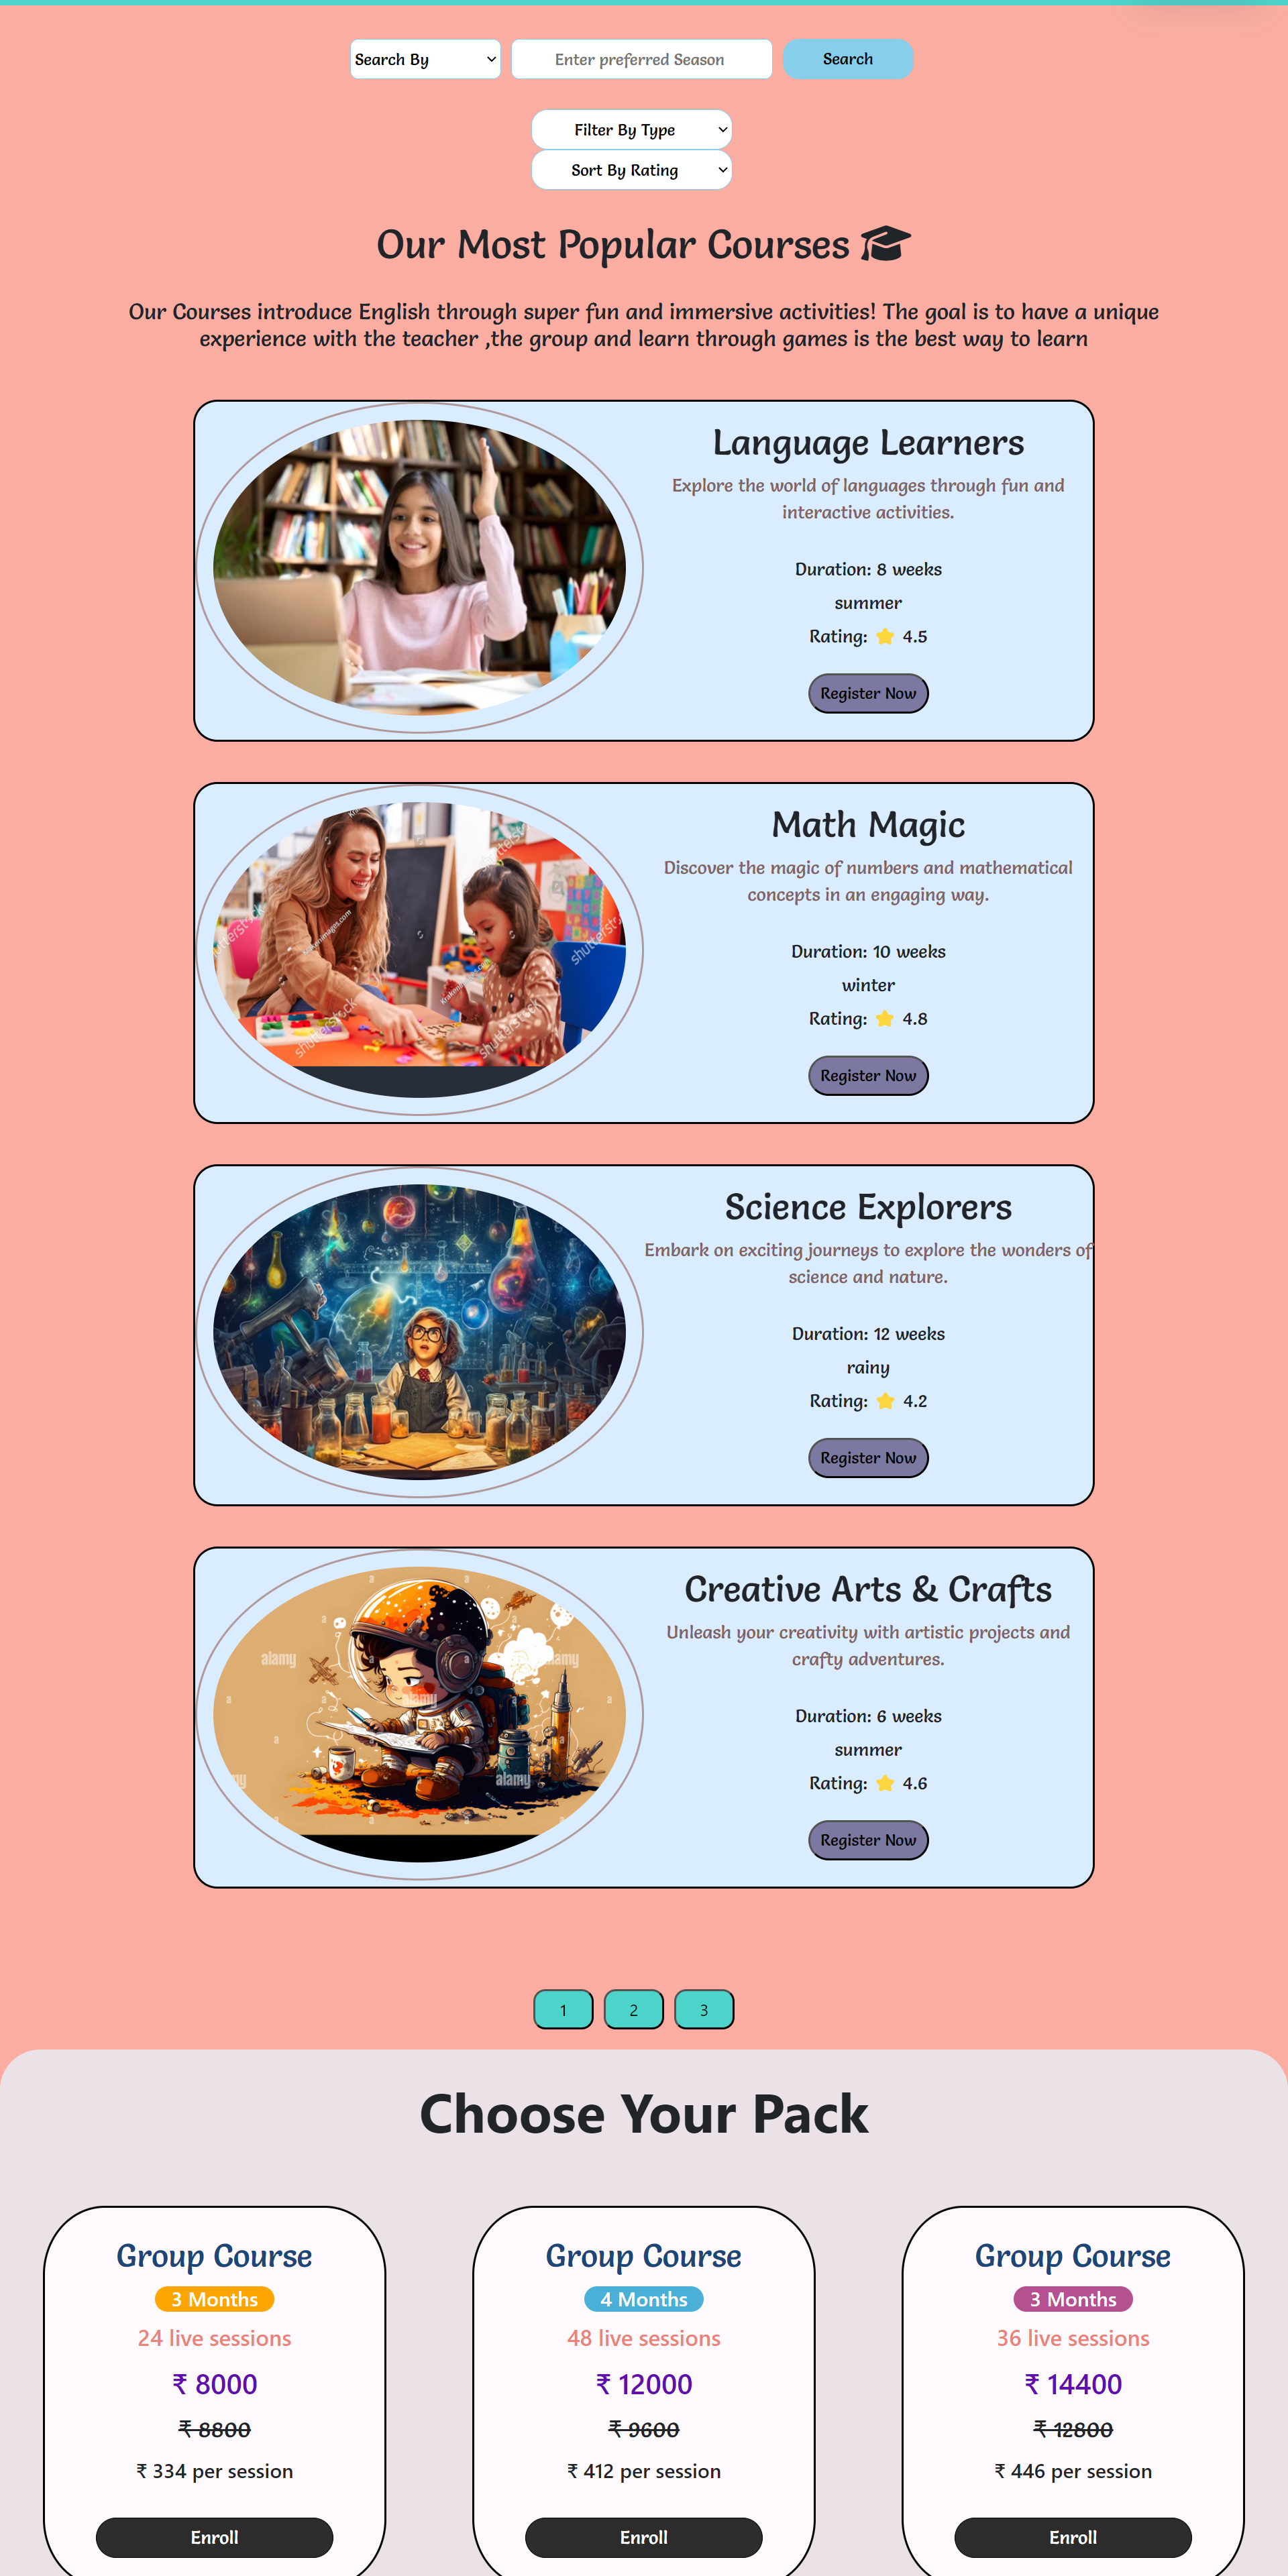 Search By
Enter preferred Season
Search
Filter By Type
Sort By Rating
Our Most Popular Courses
Our Courses introduce English through super fun and immersive activities! The goal is to have a unique
experience with the teacher ,the group and learn through games is the best way to learn
Language Learners
Explore the world of languages through fun and
interactive activities.
Duration: 8 weeks
summer
Rating: 4.5
Register Now
shutterstock
shutterstock
shutterstock
shutterstock
shutterstock
Math Magic
Discover the magic of numbers and mathematical
concepts in an engaging way.
Duration: 10 weeks
winter
Rating: 4.8
Register Now
Science Explorers
Embark on exciting journeys to explore the wonders of
science and nature.
Duration: 12 weeks
rainy
Rating: 4.2
Register Now
alamy
alamy
alamy
alamy
Creative Arts & Crafts
Unleash your creativity with artistic projects and
crafty adventures.
Duration: 6 weeks
summer
Rating: 4.6
Register Now
1 2 3
Choose Your Pack
Group Course
3 Months
24 live sessions
₹ 8000
₹ 8800
₹ 334 per session
Enroll
Group Course
4 Months
48 live sessions
₹ 12000
₹ 9600
₹ 412 per session
Enroll
Group Course
3 Months
36 live sessions
₹ 14400
₹ 12800
₹ 446 per session
Enroll